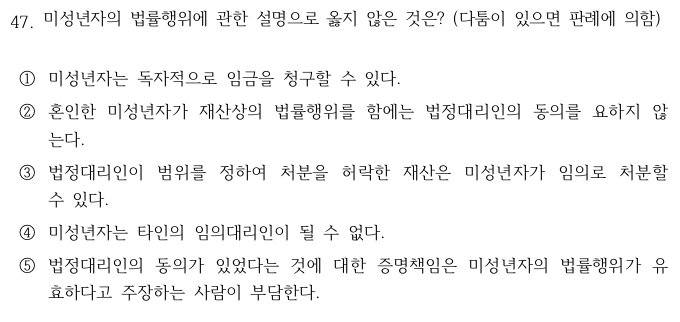 47. 미성년자의 법률행위에 관한 설명으로 옳지 않은 것은? (다툼이 있으면 판례에 의함)
① 미성년자는 독자적으로 임금을 청구할 수 있다.
② 혼인한 미성년자가 재산상의 법률행위를 함에는 법정대리인의 동의를 요하지 않
는다.
③ 법정대리인이 범위를 정하여 처분을 허락한 재산은 미성년자가 임의로 처분할
수 있다.
④ 미성년자는 타인의 임의대리인이 될 수 없다.
⑤ 법정대리인의 동의가 있었다는 것에 대한 증명책임은 미성년자의 법률행위가 유
효하다고 주장하는 사람이 부담한다.